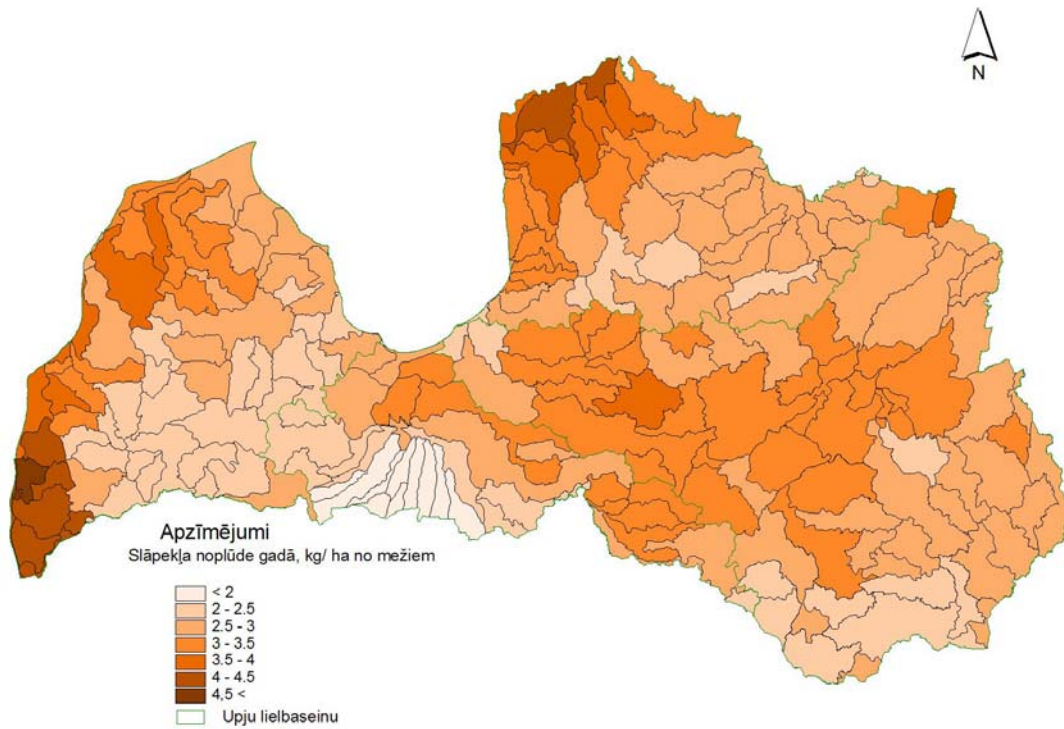 N
Apzīmējumi
Slāpekļa noplūde gadā, kg/ ha no mežiem
< 2
2 - 2.5
2.5 - 3
3 - 3.5
3.5 - 4
4 - 4.5
4,5 <
Upju lielbaseinu